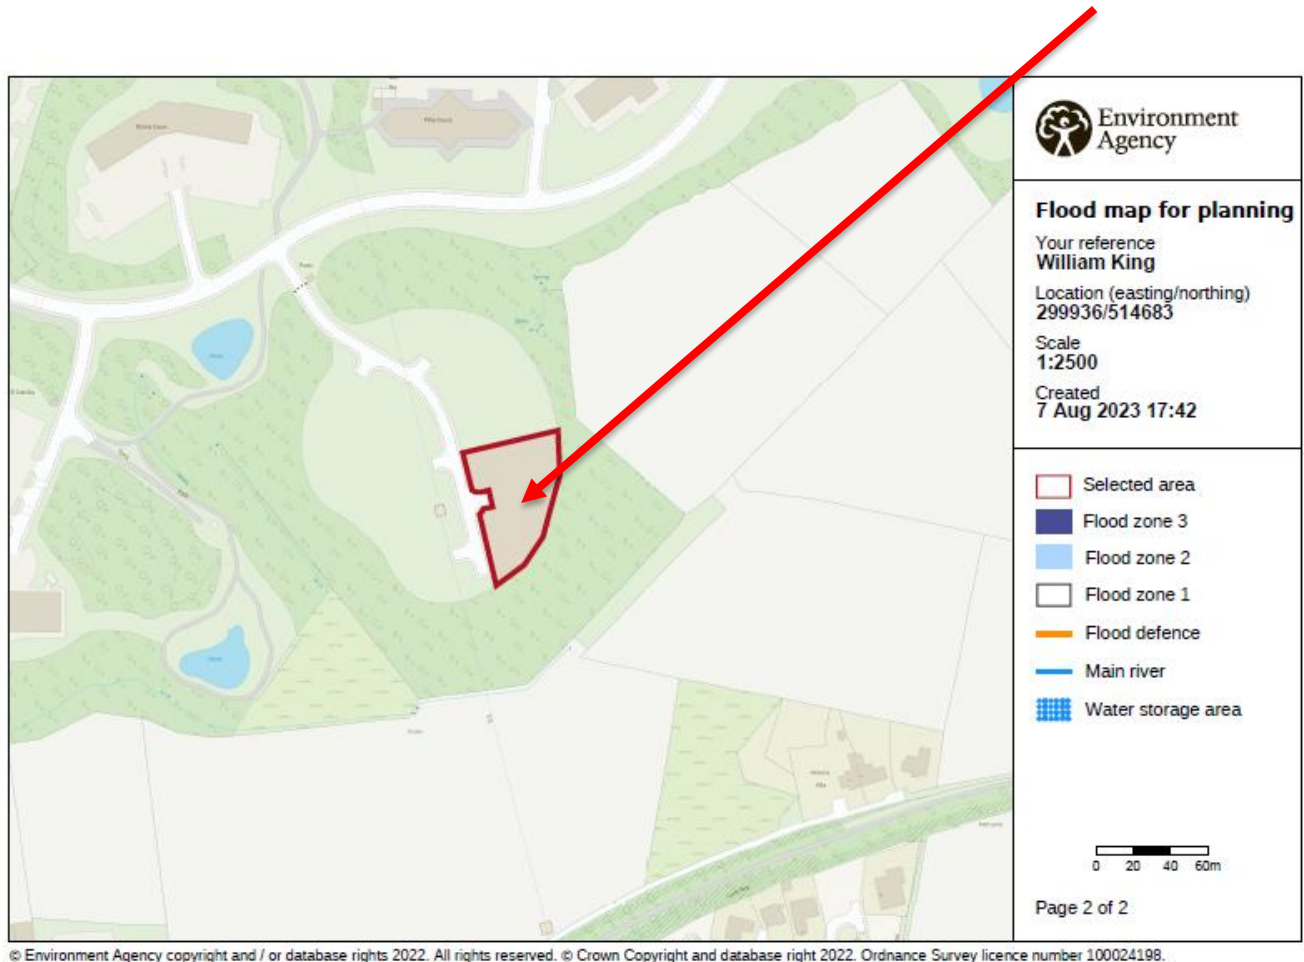 Environment
Agency
Flood map for planning
Your reference
William King
Location (easting/northing)
299936/514683
Scale
1:2500
Created
7 Aug 2023 17:42
Selected area
Flood zone 3
Flood zone 2
Flood zone 1
Flood defence
Main river
Water storage area
0 20 40 60m
Page 2 of 2
© Environment Agency copyright and / or database rights 2022. All rights reserved. © Crown Copyright and database right 2022. Ordnance Survey licence number 100024198.